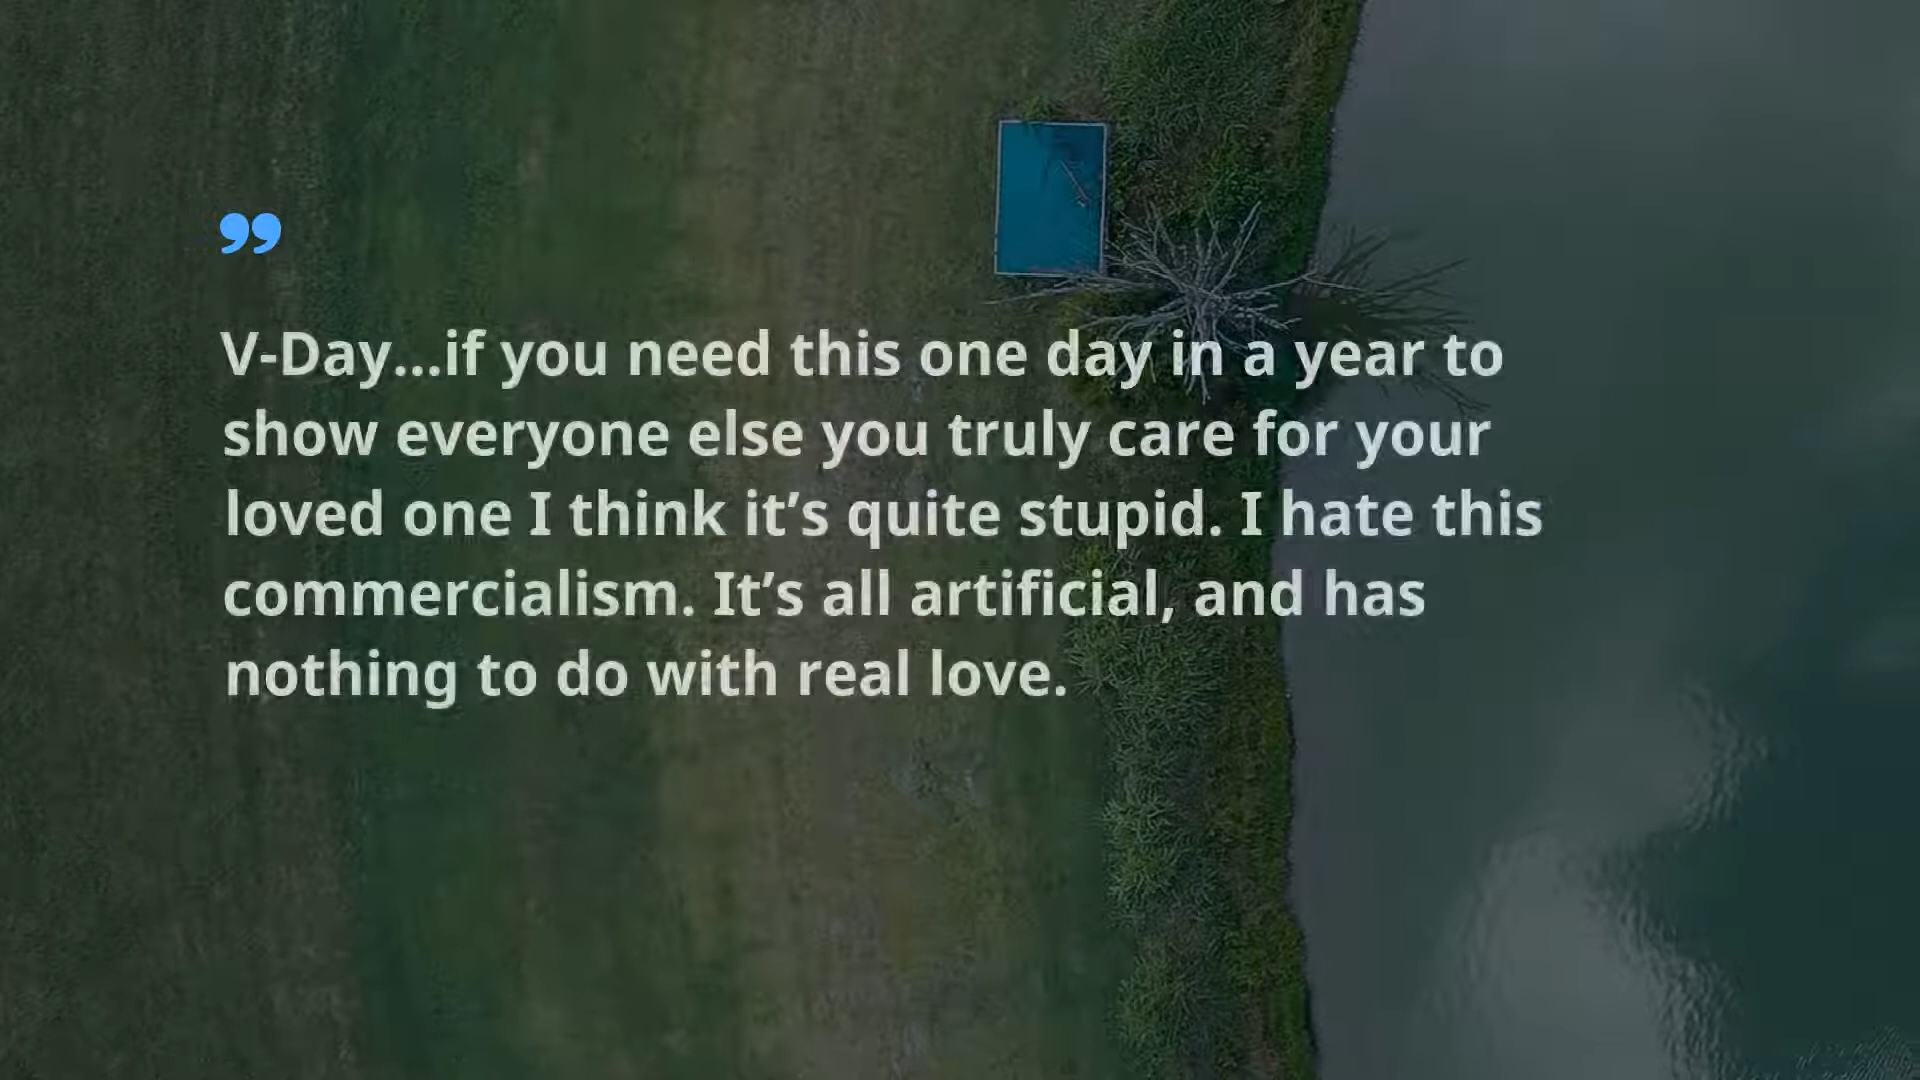 ”
V-Day...if you need this one day in a year to
show everyone else you truly care for your
loved one I think it’s quite stupid. I hate this
commercialism. It’s all artificial, and has
nothing to do with real love.